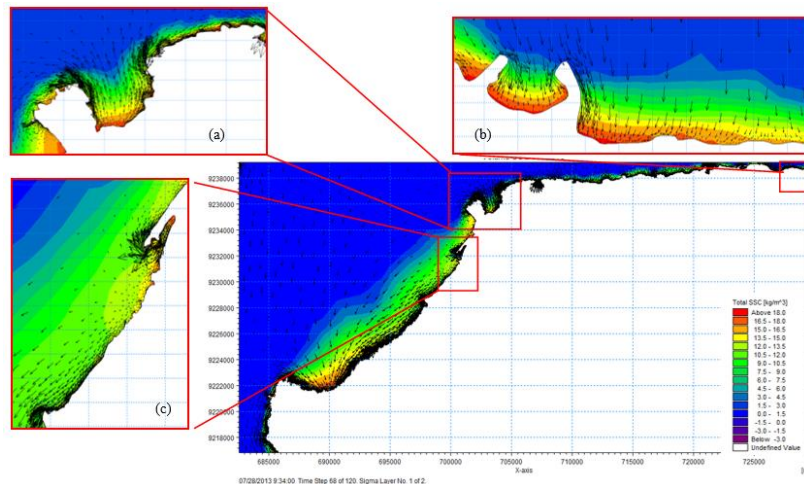 (a)
(b)
(c)
9238000
9236000
9234000
9232000
9230000
9228000
9226000
9224000
9222000
9220000
9218000
685000 690000 695000 700000 705000 710000 715000 720000 725000
X-axis
07/28/2013 9:34:00 Time Step 68 of 120. Sigma Layer No. 1 of 2.
Total SSC [kg/m^3]
Above 18.0
16.5 - 18.0
15.0 - 16.5
13.5 - 15.0
12.0 - 13.5
10.5 - 12.0
9.0 - 10.5
7.5 - 9.0
6.0 - 7.5
4.5 - 6.0
3.0 - 4.5
1.5 - 3.0
0.0 - 1.5
-1.5 - 0.0
-3.0 - -1.5
Below -3.0
Undefined Value